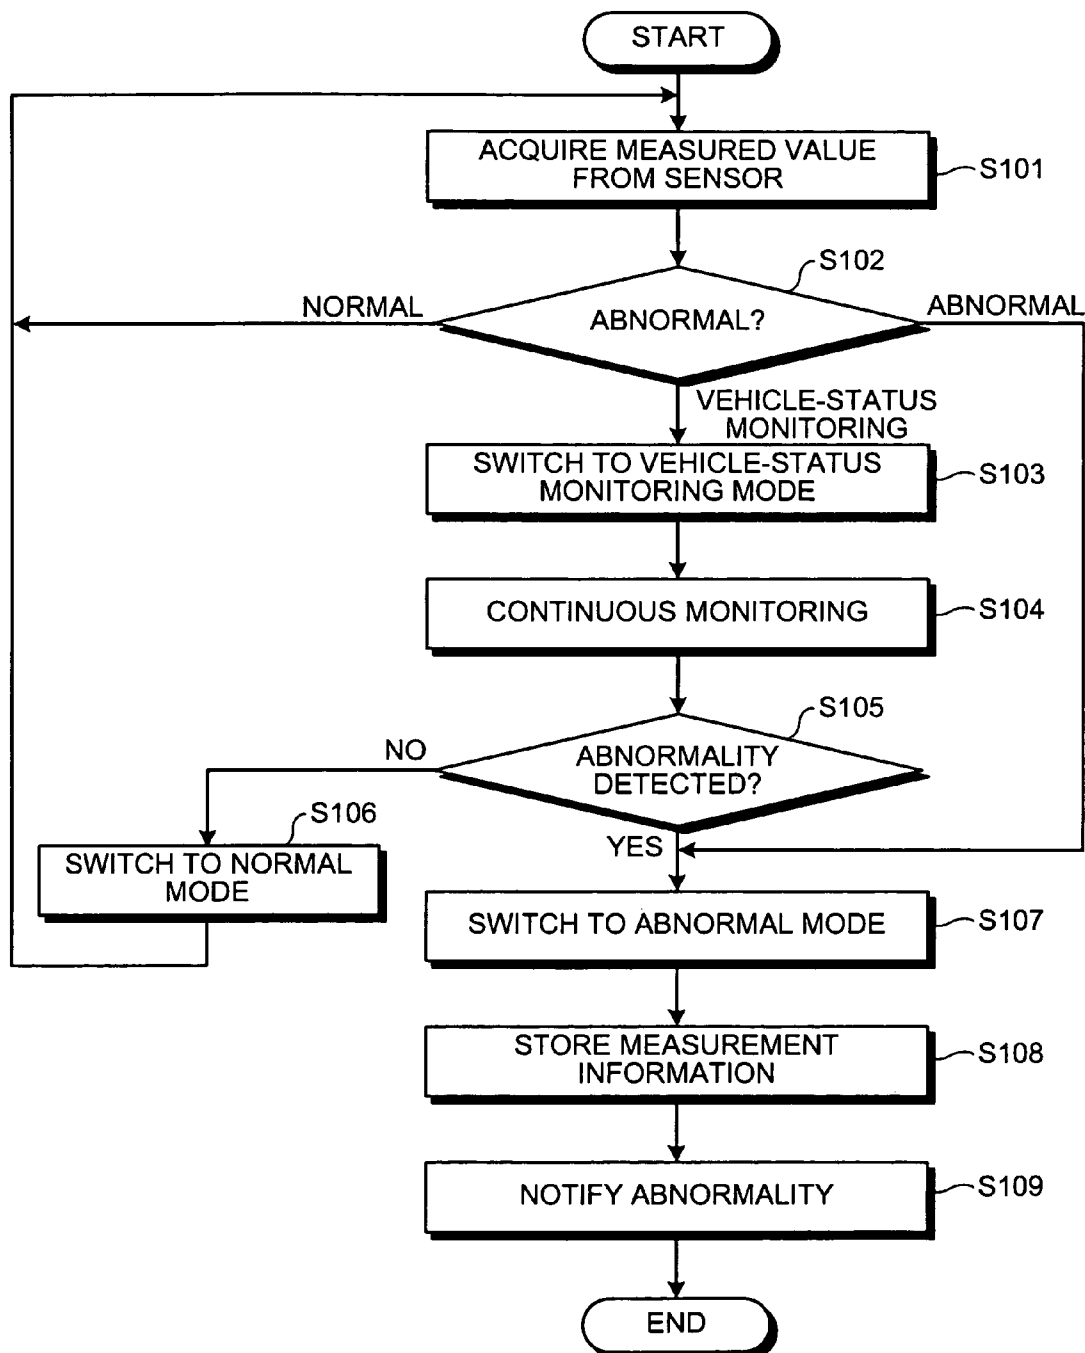 START
ACQUIRE MEASURED VALUE
FROM SENSOR
S101
S102
NORMAL
ABNORMAL?
ABNORMAL
VEHICLE-STATUS
MONITORING
SWITCH TO VEHICLE-STATUS
MONITORING MODE
S103
CONTINUOUS MONITORING
S104
S105
NO
ABNORMALITY
DETECTED?
S106
YES
SWITCH TO NORMAL
MODE
SWITCH TO ABNORMAL MODE
S107
STORE MEASUREMENT
INFORMATION
S108
NOTIFY ABNORMALITY
S109
END